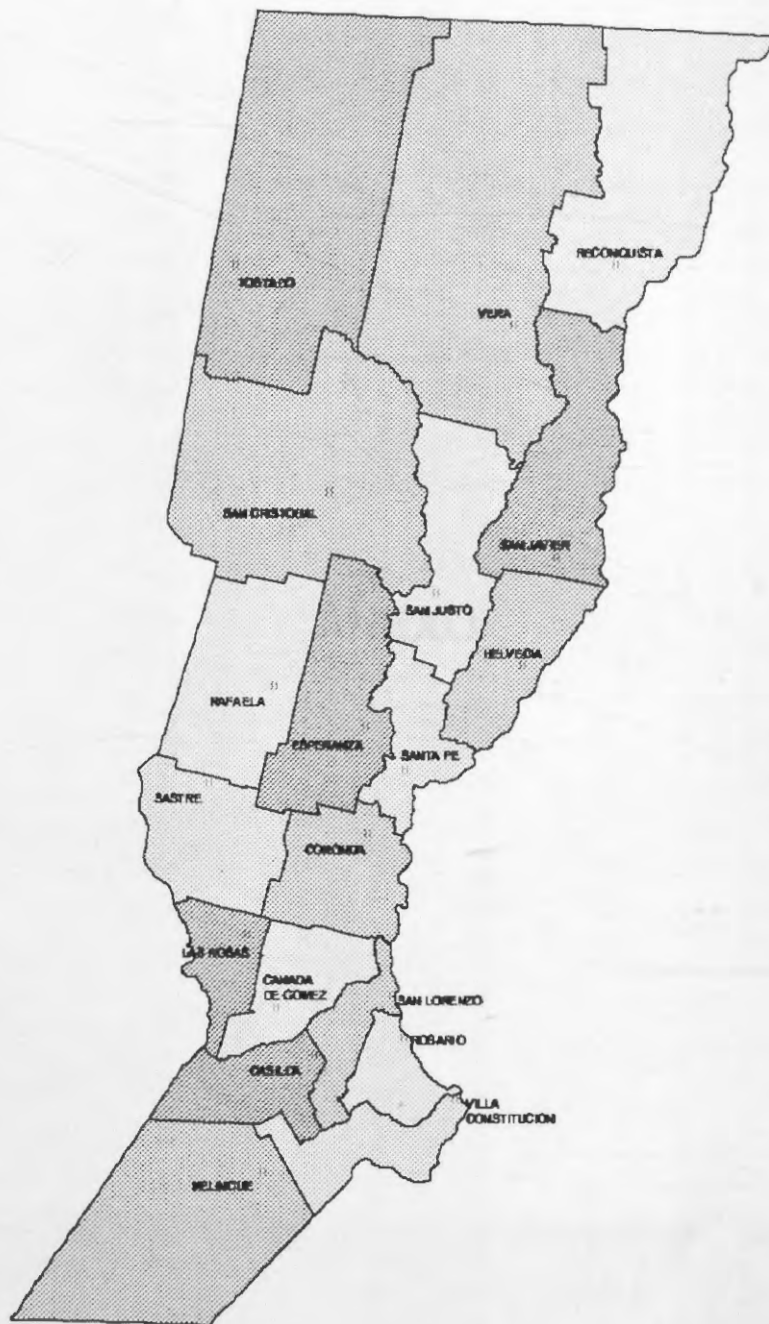 RECONQUISTA
TOSTADO
VERA
SAN CRISTOBAL
SAN JAVIER
SAN JUSTO
HELVECIA
RAFAELA
ESPERANZA
SANTA FE
SASTRE
CORONDA
LAS ROSAS
CANADA
DE GOMEZ
SAN LORENZO
ROSARIO
CASILDA
VILLA
CONSTITUCION
MELINCUE